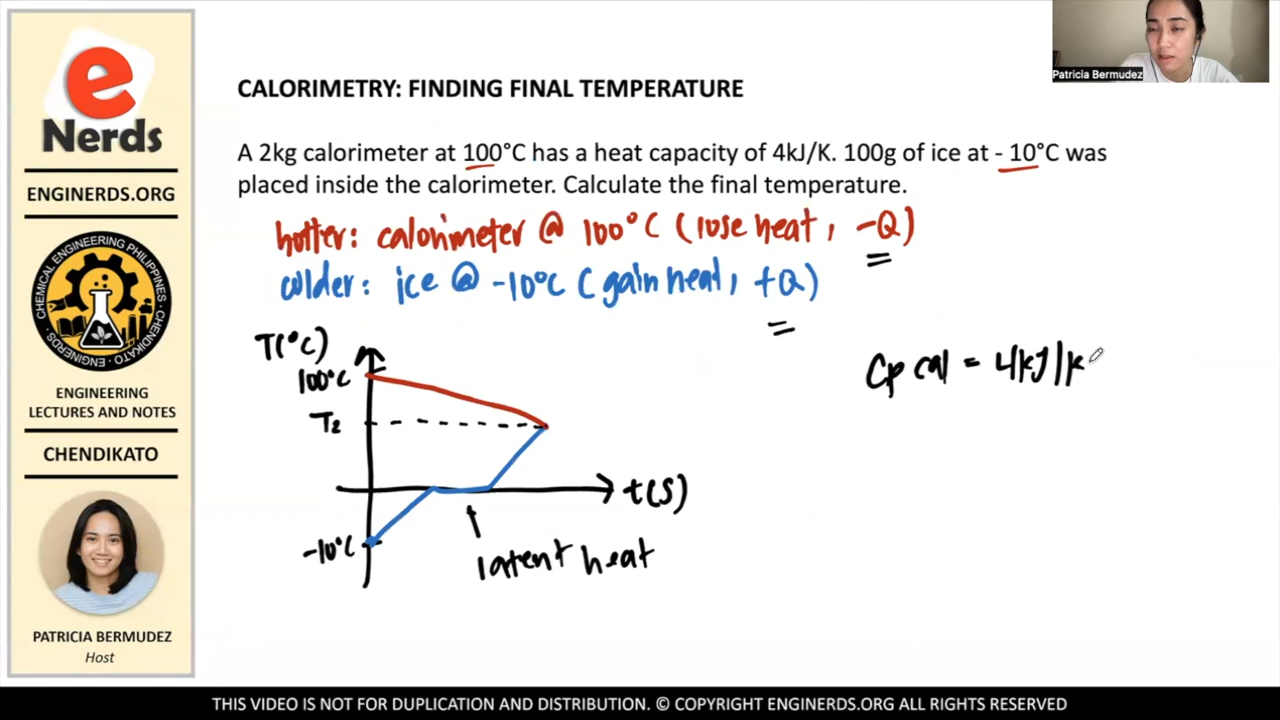 e
Nerds
ENGINERDS.ORG
CHEMICAL ENGINEERING PHILIPPINES
CHENDIKATO ENGINERDS
ENGINEERING
LECTURES AND NOTES
CHENDIKATO
PATRICIA BERMUDEZ
Host
Patricia Bermudez
CALORIMETRY: FINDING FINAL TEMPERATURE
A 2kg calorimeter at 100°C has a heat capacity of 4kJ/K. 100g of ice at - 10°C was
placed inside the calorimeter. Calculate the final temperature.
hotter: calorimeter @ 100°C (lose heat, -Q)
colder: ice @ -10°C (gain heat, +Q)
T(°C)
100°C
T2
t(s)
-10°C
latent heat
Cp cal = 4kJ/K
THIS VIDEO IS NOT FOR DUPLICATION AND DISTRIBUTION. © COPYRIGHT ENGINERDS.ORG ALL RIGHTS RESERVED